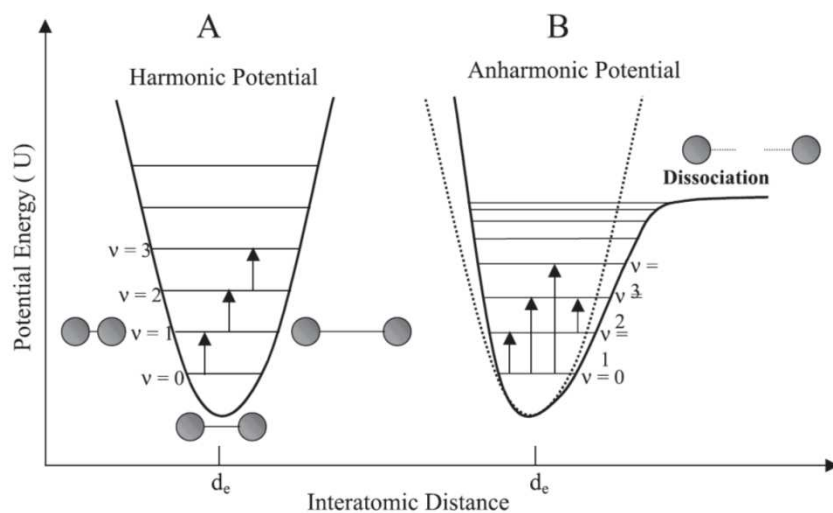 A
B
Harmonic Potential
Anharmonic Potential
Dissociation
Potential Energy ( U)
ν = 3
ν = 2
ν = 1
ν = 0
ν =
3
ν =
2
ν =
1
ν = 0
dₑ
dₑ
Interatomic Distance